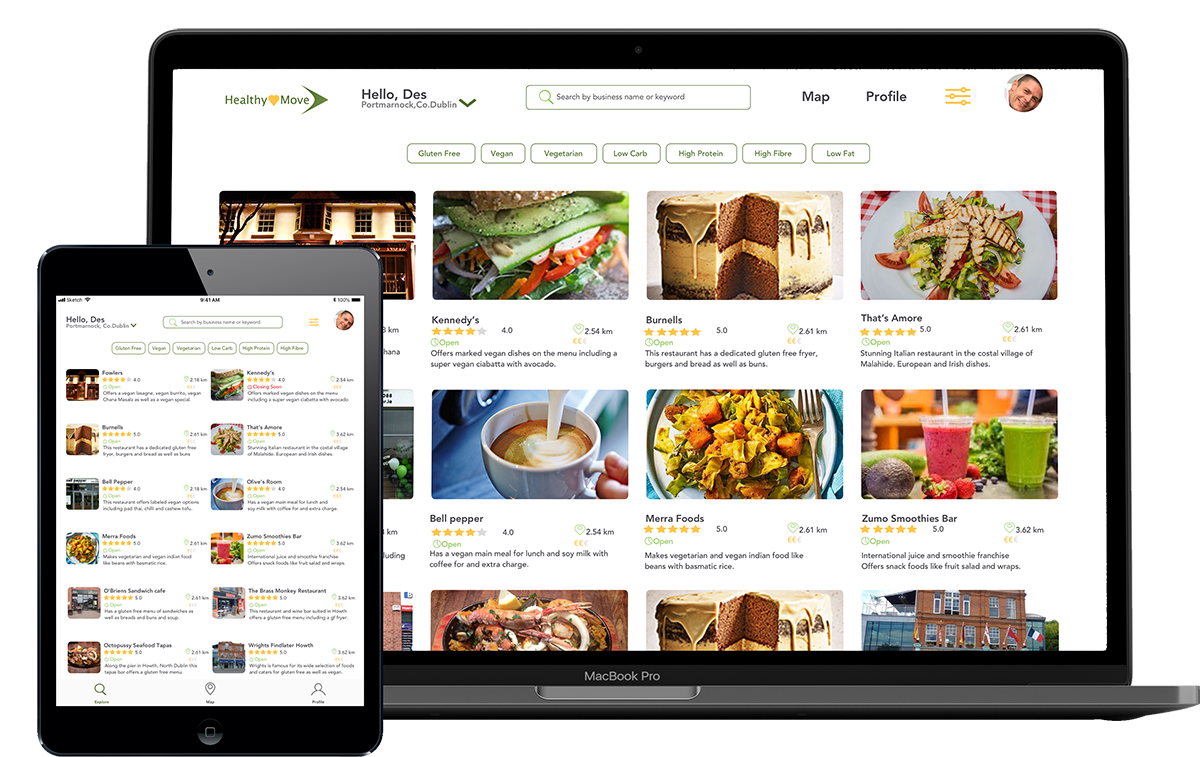 Healthy Move
Hello, Des
Portmarnock,Co.Dublin
Search by business name or keyword
Map
Profile
Gluten Free
Vegan
Vegetarian
Low Carb
High Protein
High Fibre
Low Fat
km
hana
Kennedy's
4.0
2.54 km
Open
€€€
Offers marked vegan dishes on the menu including a
super vegan ciabatta with avocado.
Burnells
5.0
2.61 km
Open
€€€
This restaurant has a dedicated gluten free fryer,
burgers and bread as well as buns.
That's Amore
5.0
2.61 km
Open
€€€
Stunning Italian restaurant in the costal village of
Malahide. European and Irish dishes.
km
luding
Bell pepper
4.0
2.54 km
Open
€€€
Has a vegan main meal for lunch and soy milk with
coffee for and extra charge.
Merra Foods
5.0
2.61 km
Open
€€€
Makes vegetarian and vegan indian food like
beans with basmatic rice.
Zumo Smoothies Bar
5.0
3.62 km
Open
€€€
International juice and smoothie franchise
Offers snack foods like fruit salad and wraps.
MacBook Pro
Sketch
9:41 AM
100%
Hello, Des
Portmarnock, Co.Dublin
Search by business name or keyword
Gluten Free
Vegan
Vegetarian
Low Carb
High Protein
High Fibre
Fowlers
4.0
2.18 km
Open
€€€
Offers a vegan lasagne, vegan burrito, vegan
Ghana Masala as well as a vegan special.
Kennedy's
4.0
2.54 km
Closing Soon
€€€
Offers marked vegan dishes on the menu
including a super vegan ciabatta with avocado
Burnells
5.0
2.61 km
Open
€€€
This restaurant has a dedicated gluten free
fryer, burgers and bread as well as buns
That's Amore
5.0
3.62 km
Open
€€€
Stunning Italian restaurant in the costal village
of Malahide. European and Irish dishes.
bell pepper
Bell Pepper
4.0
2.18 km
Open
€€€
This restaurant offers labeled vegan options
including pad thai, chilli and cashew tofu.
Olive's Room
4.0
2.54 km
Open
€€€
Has a vegan main meal for lunch and
soy milk with coffee for and extra charge.
Merra Foods
5.0
2.61 km
Open
€€€
Makes vegetarian and vegan indian food
like beans with basmatic rice.
Zumo Smoothies Bar
5.0
3.62 km
Open
€€€
International juice and smoothie franchise
Offers snack foods like fruit salad and wraps.
O'Briens Sandwich cafe
5.0
2.61 km
Open
€€€
Has a gluten free menu of sandwiches as
well as breads and buns and soup.
The Brass Monkey Restaurant
5.0
2.61 km
Open
€€€
This restaurant and wine bar suited in Howth
offers a gluten free menu including a gf fryer.
Octopussy Seafood Tapas
5.0
2.61 km
Open
€€€
Along the pier in Howth, North Dublin this
tapas bar offers a gluten free menu.
Wrights Findlater Howth
5.0
3.62 km
Open
€€€
Wrights is famous for its wide selection of foods
and caters for gluten free as well as vegan.
Explore
Map
Profile